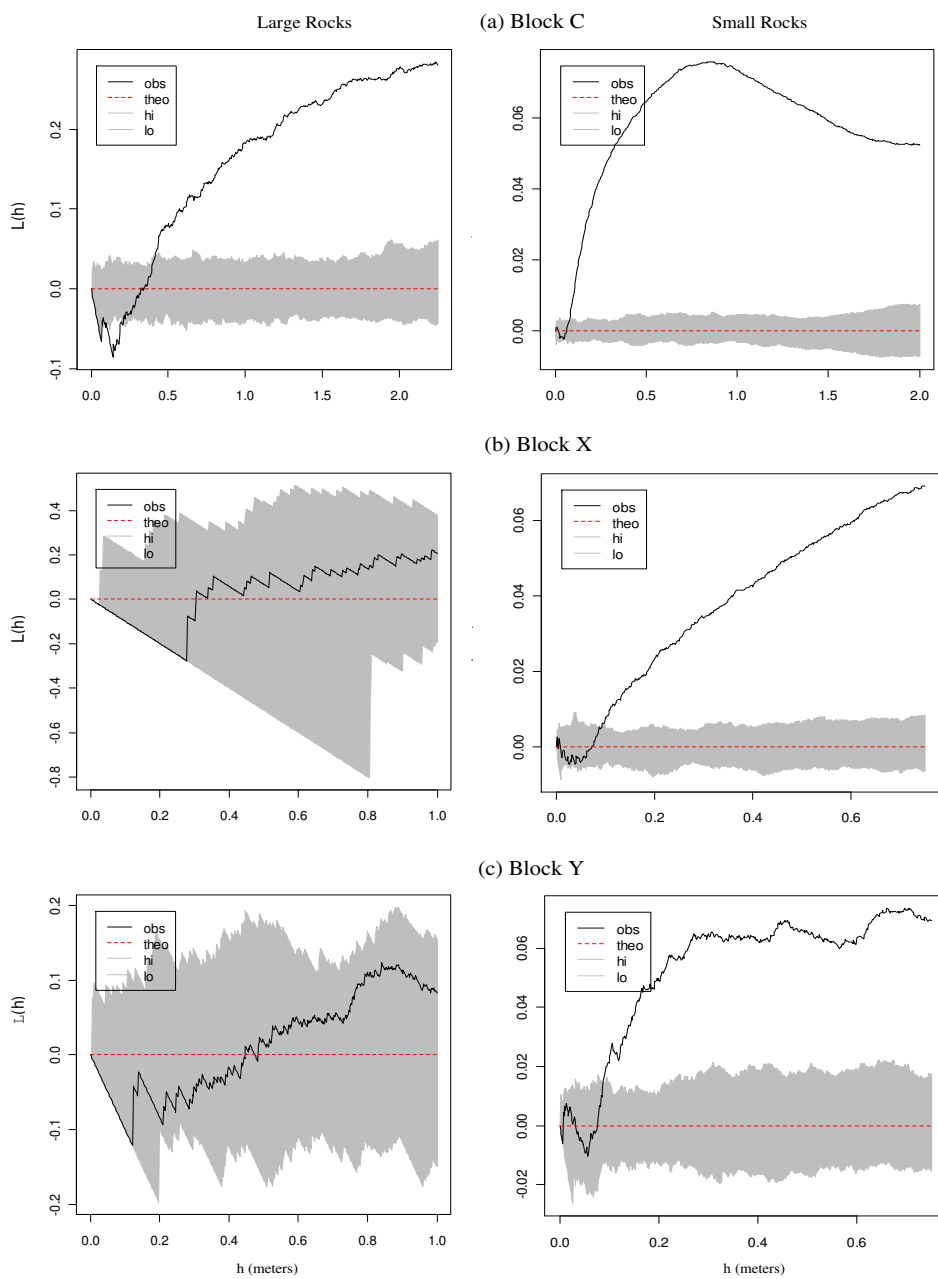 (a) Block C
Large Rocks
Small Rocks
obs
theo
hi
lo
L(h)
-0.1
0.0
0.1
0.2
0.0
0.5
1.0
1.5
2.0
obs
theo
hi
lo
0.00
0.02
0.04
0.06
0.0
0.5
1.0
1.5
2.0
(b) Block X
obs
theo
hi
lo
L(h)
-0.8
-0.6
-0.4
-0.2
0.0
0.2
0.4
0.0
0.2
0.4
0.6
0.8
1.0
obs
theo
hi
lo
0.00
0.02
0.04
0.06
0.0
0.2
0.4
0.6
(c) Block Y
obs
theo
hi
lo
L(h)
-0.2
-0.1
0.0
0.1
0.2
0.0
0.2
0.4
0.6
0.8
1.0
h (meters)
obs
theo
hi
lo
-0.02
0.00
0.02
0.04
0.06
0.0
0.2
0.4
0.6
h (meters)